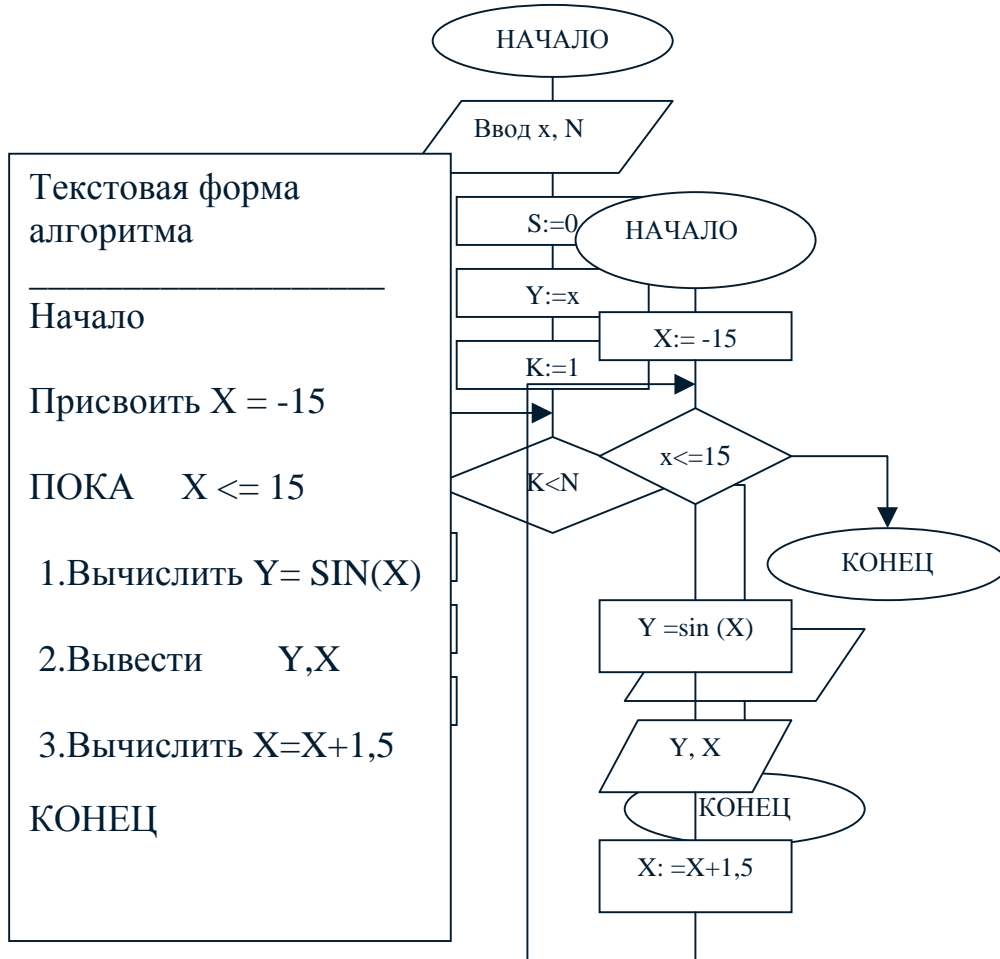 НАЧАЛО
Ввод x, N
S:=0
Y:=x
K:=1
K<N
КОНЕЦ
Текстовая форма
алгоритма
____________________
Начало
Присвоить X = -15
ПОКА X <= 15
1.Вычислить Y= SIN(X)
2.Вывести Y,X
3.Вычислить X=X+1,5
КОНЕЦ
НАЧАЛО
X:= -15
x<=15
КОНЕЦ
Y =sin (X)
Y, X
X: =X+1,5